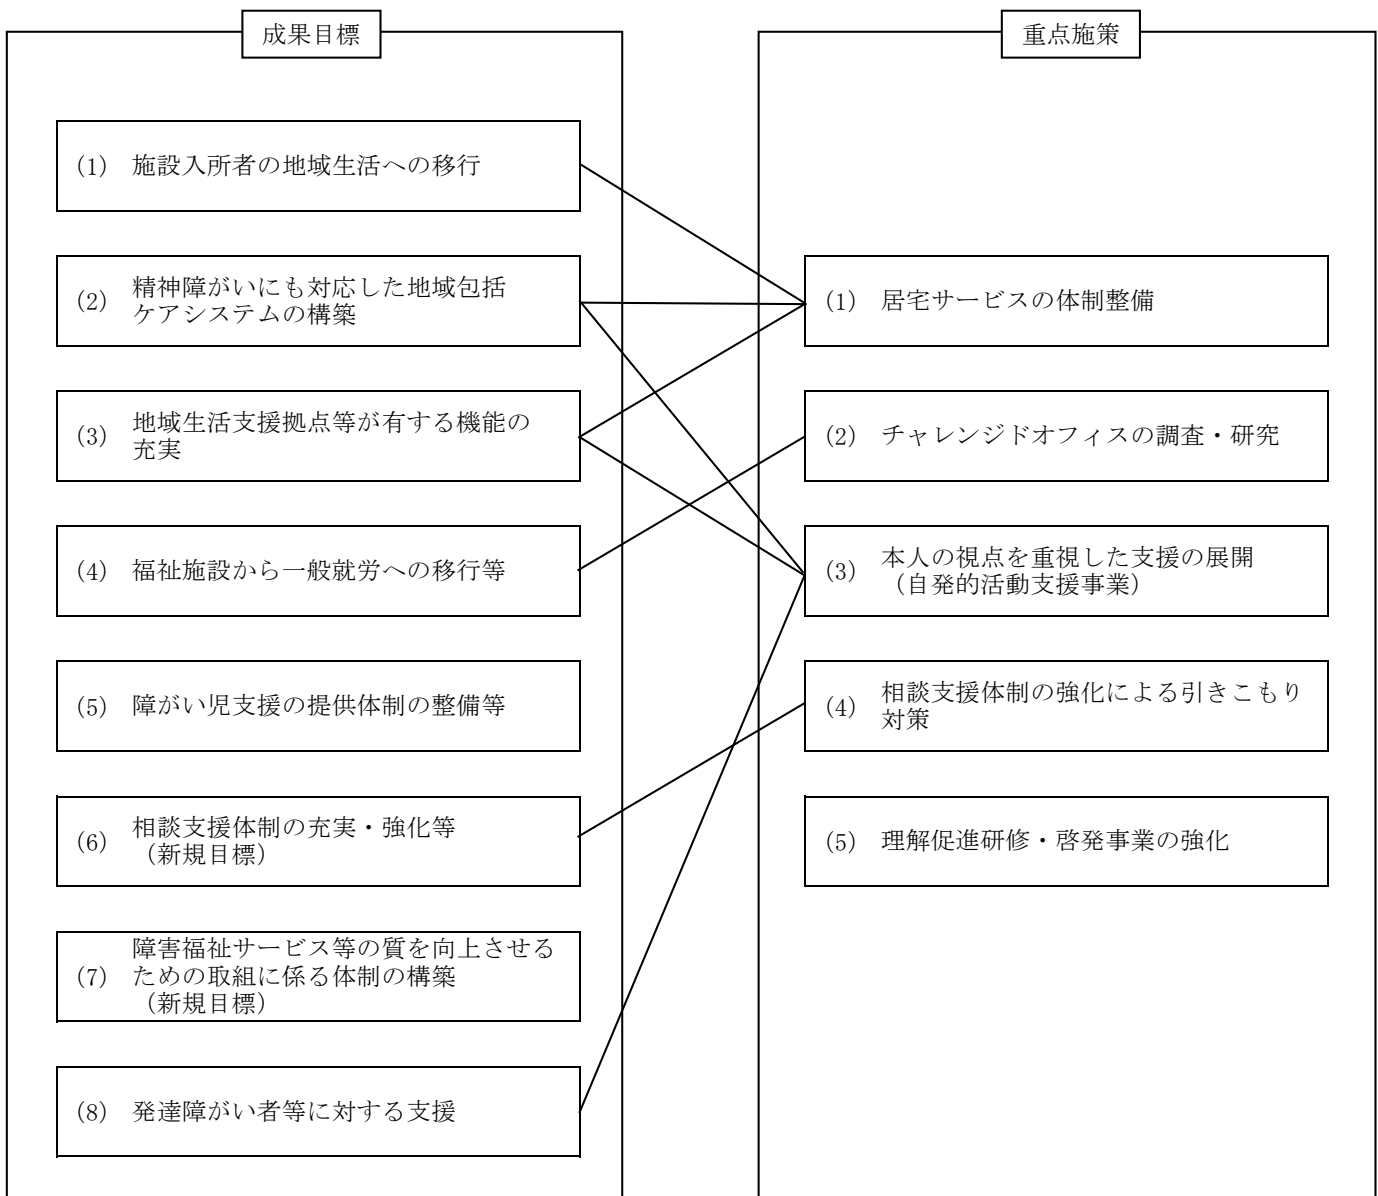 成果目標
(1) 施設入所者の地域生活への移行
(2) 精神障がいにも対応した地域包括
ケアシステムの構築
(3) 地域生活支援拠点等が有する機能の
充実
(4) 福祉施設から一般就労への移行等
(5) 障がい児支援の提供体制の整備等
(6) 相談支援体制の充実・強化等
(新規目標)
(7) 障害福祉サービス等の質を向上させる
ための取組に係る体制の構築
(新規目標)
(8) 発達障がい者等に対する支援
重点施策
(1) 居宅サービスの体制整備
(2) チャレンジドオフィスの調査・研究
(3) 本人の視点を重視した支援の展開
(自発的活動支援事業)
(4) 相談支援体制の強化による引きこもり
対策
(5) 理解促進研修・啓発事業の強化